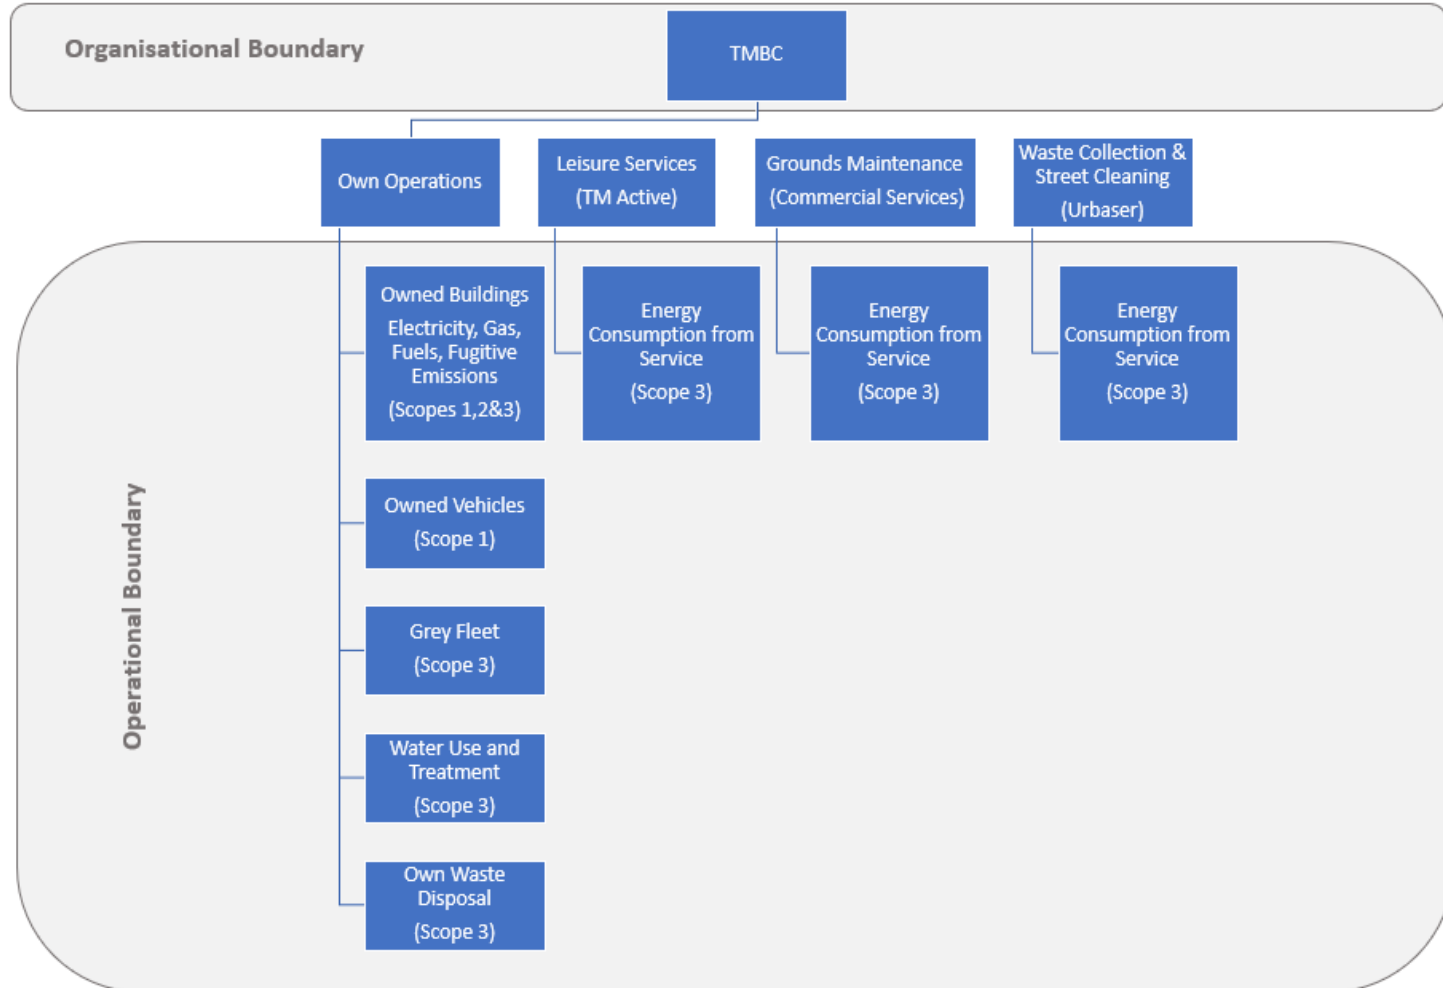 Organisational Boundary
TMBC
Own Operations
Leisure Services
(TM Active)
Grounds Maintenance
(Commercial Services)
Waste Collection &
Street Cleaning
(Urbaser)
Operational Boundary
Owned Buildings
Electricity, Gas,
Fuels, Fugitive
Emissions
(Scopes 1,2&3)
Energy
Consumption from
Service
(Scope 3)
Energy
Consumption from
Service
(Scope 3)
Energy
Consumption from
Service
(Scope 3)
Owned Vehicles
(Scope 1)
Grey Fleet
(Scope 3)
Water Use and
Treatment
(Scope 3)
Own Waste
Disposal
(Scope 3)